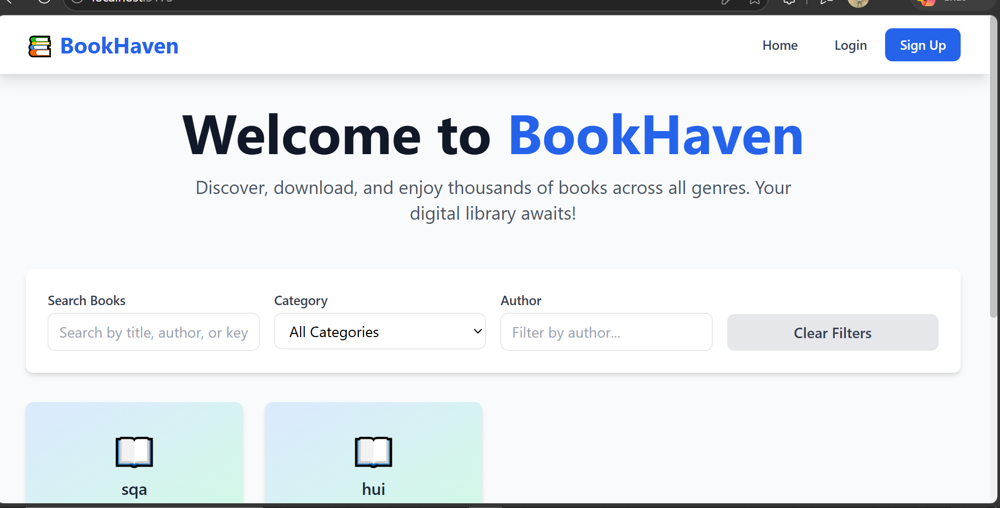 BookHaven
Home
Login
Sign Up
Welcome to BookHaven
Discover, download, and enjoy thousands of books across all genres. Your
digital library awaits!
Search Books
Category
Author
Search by title, author, or key
All Categories
Filter by author...
Clear Filters
sqa
hui